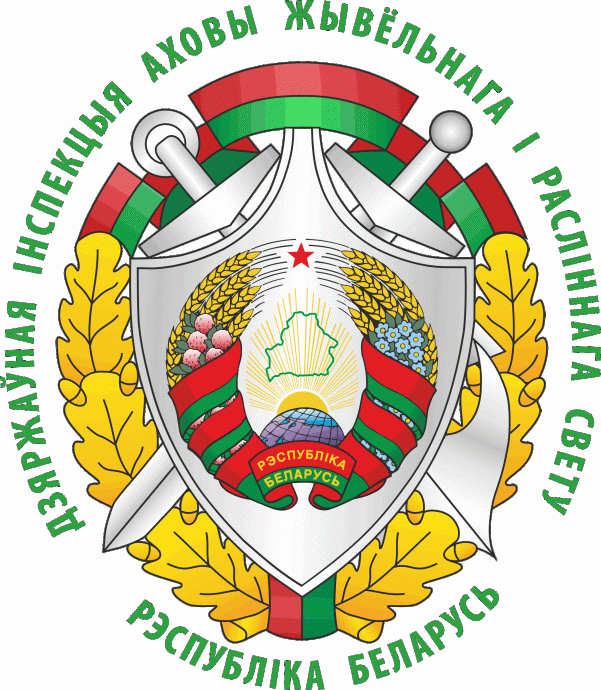 ДЗЯРЖАЎНАЯ ІНСПЕКЦЫЯ АХОВЫ ЖЫВЁЛЬНАГА І РАСЛІННАГА СВЕТУ
РЭСПУБЛІКА
БЕЛАРУСЬ
РЭСПУБЛІКА БЕЛАРУСЬ